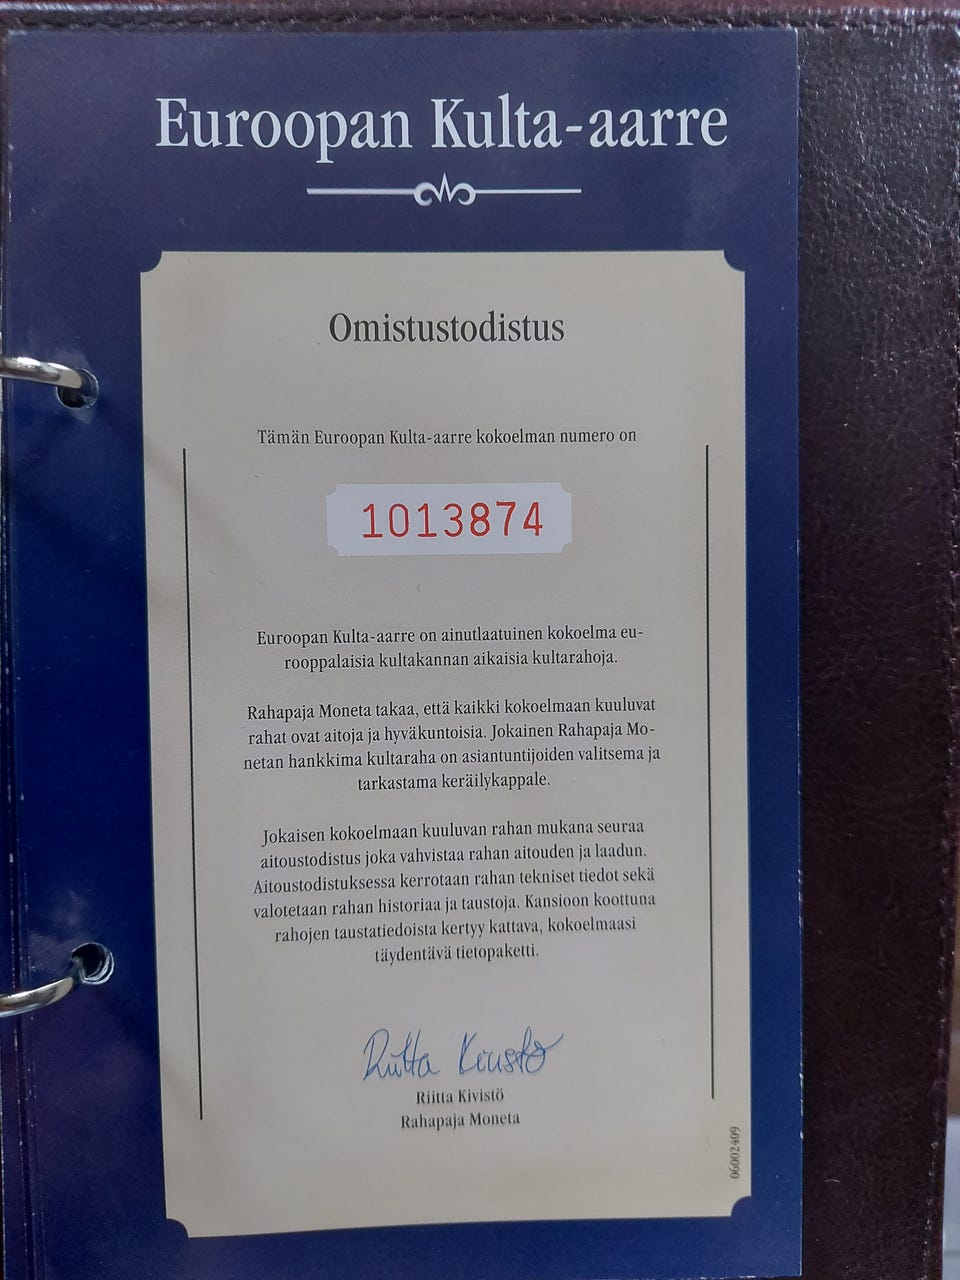 Euroopan Kulta-aarre
Omistustodistus
Tämän Euroopan Kulta-aarre kokoelman numero on
1013874
Euroopan Kulta-aarre on ainutlaatuinen kokoelma eu-
rooppalaisia kultakannan aikaisia kultarahoja.
Rahapaja Moneta takaa, että kaikki kokoelmaan kuuluvat
rahat ovat aitoja ja hyväkuntoisia. Jokainen Rahapaja Mo-
netan hankkima kultaraha on asiantuntijoiden valitsema ja
tarkastama keräilykappale.
Jokaisen kokoelmaan kuuluvan rahan mukana seuraa
aitoustodistus joka vahvistaa rahan aitouden ja laadun.
Aitoustodistuksessa kerrotaan rahan tekniset tiedot sekä
valotetaan rahan historiaa ja taustoja. Kansioon koottuna
rahojen taustatiedoista kertyy kattava, kokoelmaasi
täydentävä tietopaketti.
Riitta Kivistö
Riitta Kivistö
Rahapaja Moneta
06002409